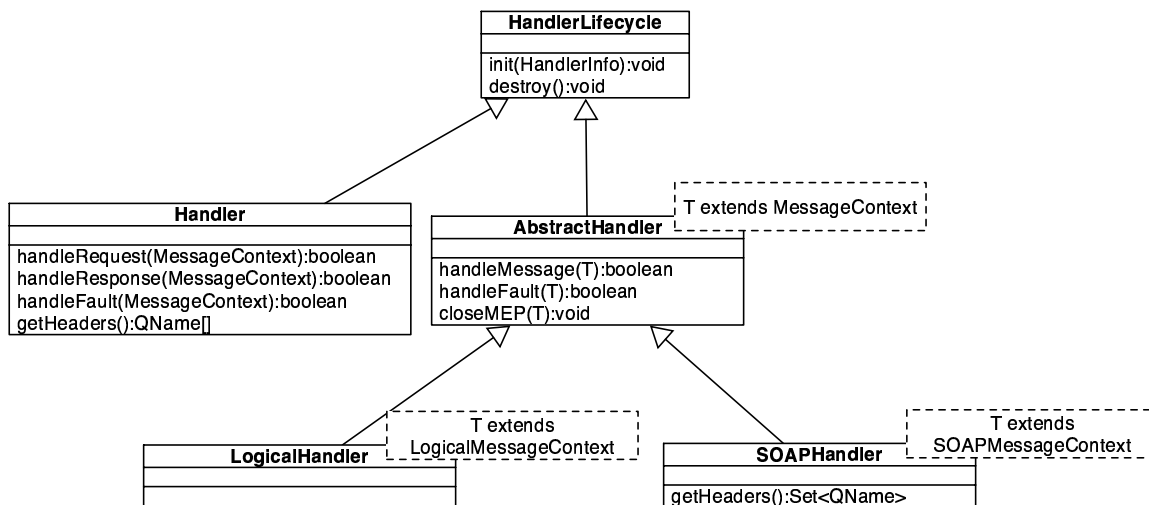 HandlerLifecycle
init(HandlerInfo):void
destroy():void
Handler
handleRequest(MessageContext):boolean
handleResponse(MessageContext):boolean
handleFault(MessageContext):boolean
getHeaders():QName[]
T extends MessageContext
AbstractHandler
handleMessage(T):boolean
handleFault(T):boolean
closeMEP(T):void
T extends
LogicalMessageContext
LogicalHandler
T extends
SOAPMessageContext
SOAPHandler
getHeaders():Set<QName>